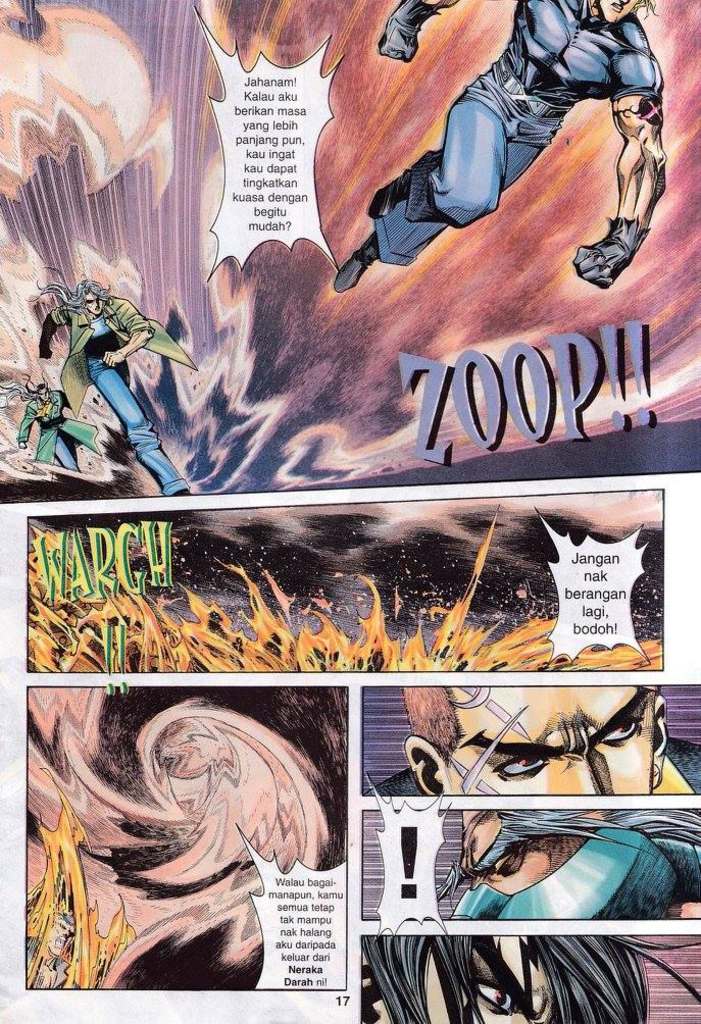 Jahanam!
Kalau aku
berikan masa
yang lebih
panjang pun,
kau ingat
kau dapat
tingkatkan
kuasa dengan
begitu
mudah?
ZOOP!!
WARGH
!!
Jangan
nak
berangan
lagi,
bodoh!
Walau bagai-
manapun, kamu
semua tetap
tak mampu
nak halang
aku daripada
keluar dari
Neraka
Darah ni!
!
17